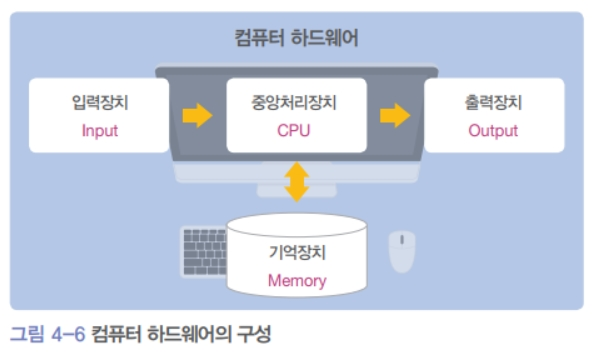 컴퓨터 하드웨어
입력장치
Input
중앙처리장치
CPU
출력장치
Output
기억장치
Memory
그림 4-6 컴퓨터 하드웨어의 구성